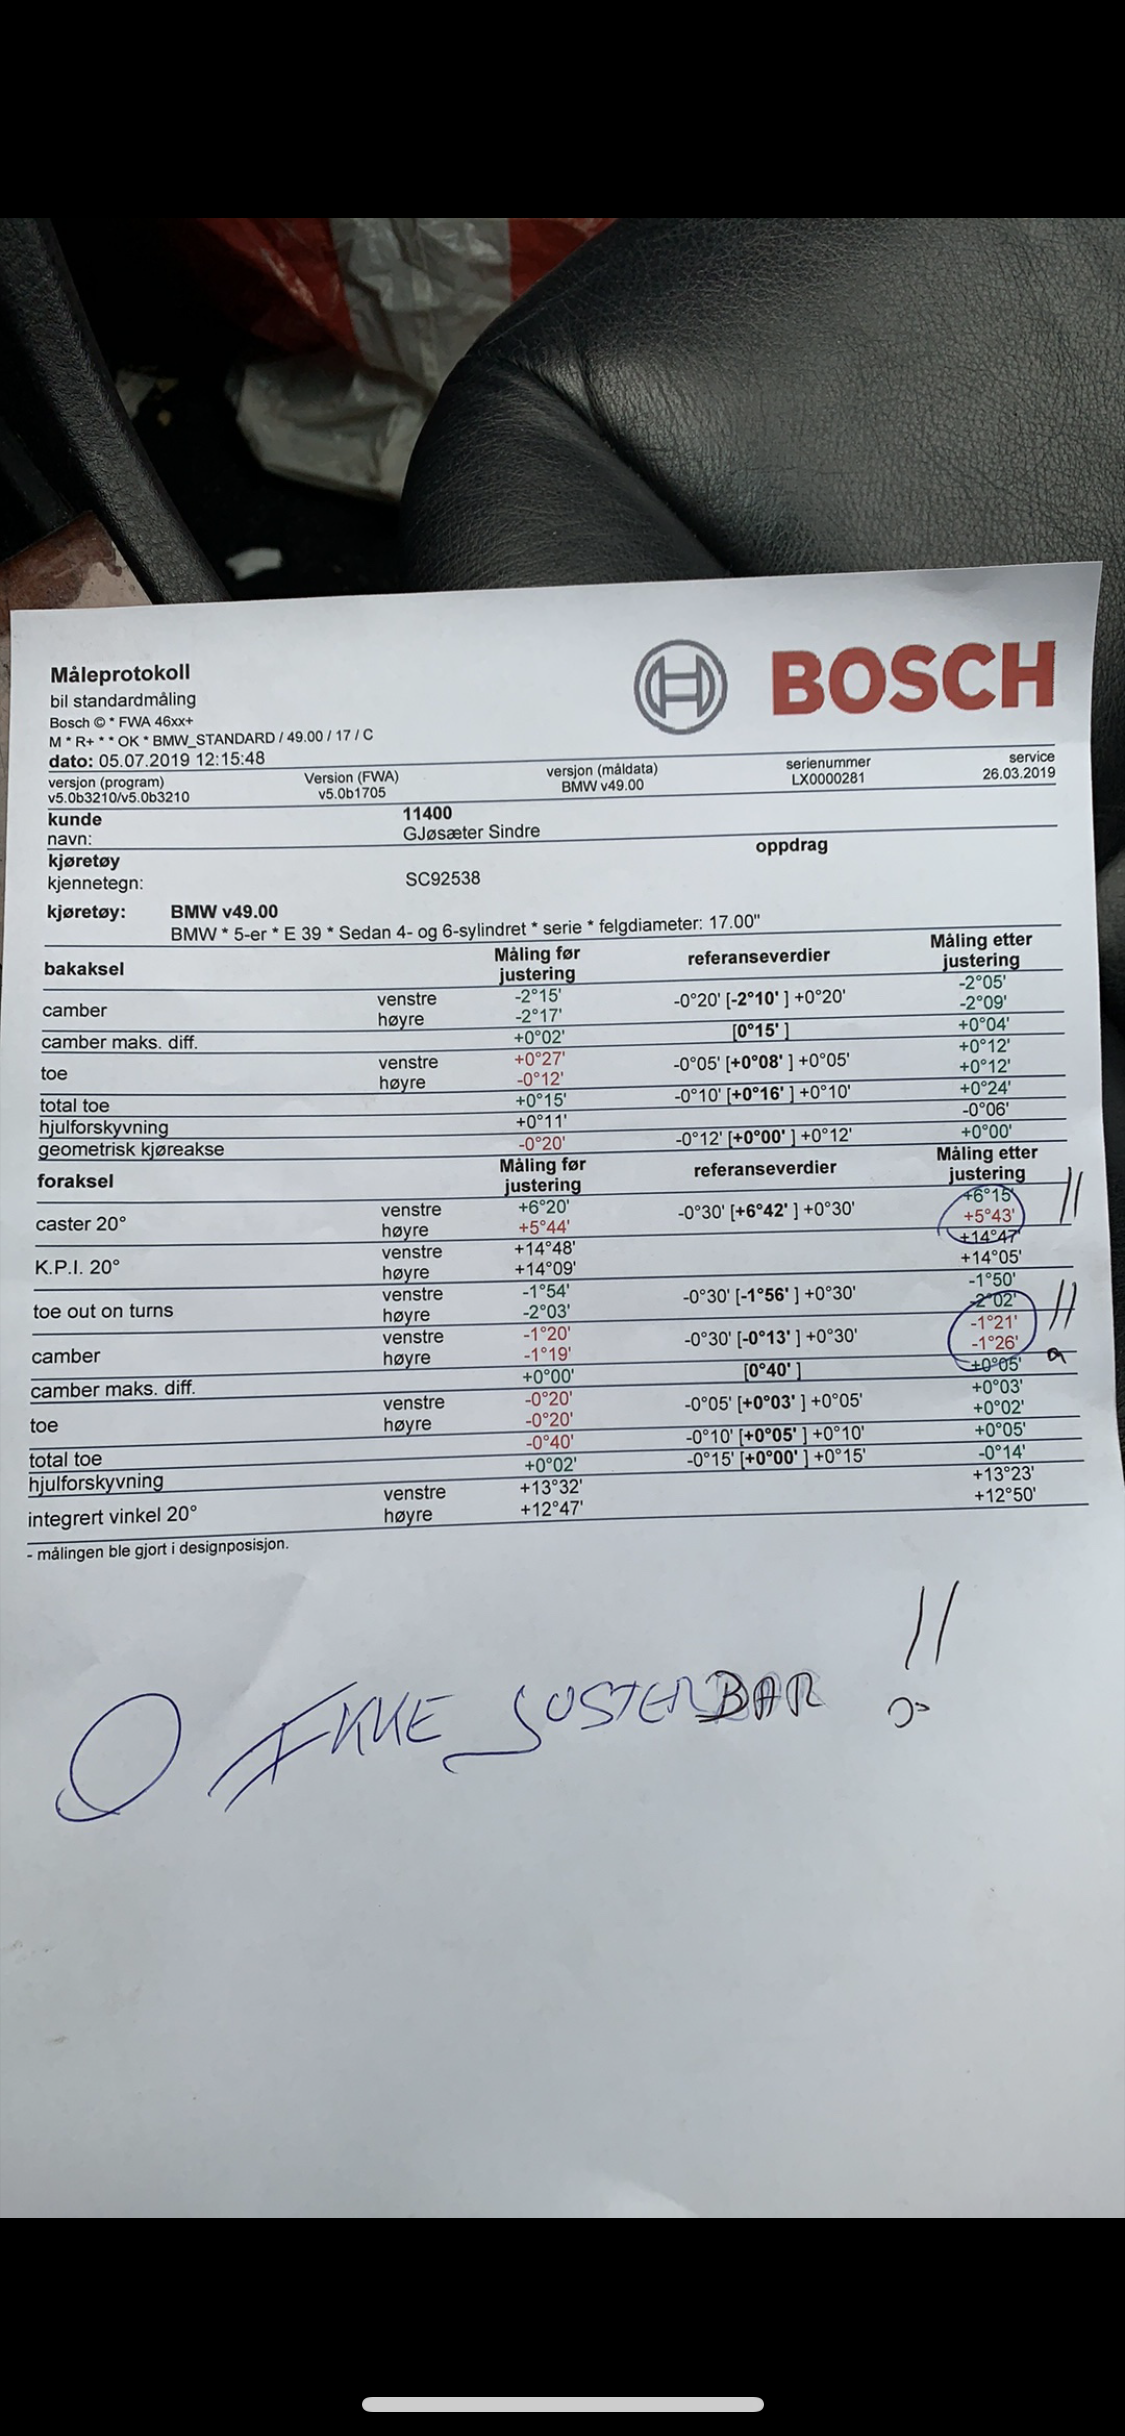 BOSCH
Måleprotokoll
bil standardmåling
Bosch © * FWA 46xx+
M * R+ * * OK * BMW_STANDARD / 49.00 / 17 / C
dato: 05.07.2019 12:15:48
versjon (program) Version (FWA) versjon (måldata) serienummer service
v5.0b3210/v5.0b3210 v5.0b1705 BMW v49.00 LX0000281 26.03.2019
kunde 11400
navn: GJøsæter Sindre
kjøretøy oppdrag
kjennetegn: SC92538
kjøretøy: BMW v49.00
BMW * 5-er * E 39 * Sedan 4- og 6-sylindret * serie * felgdiameter: 17.00"
bakaksel Måling før justering referanseverdier Måling etter justering
camber venstre -2°15' -0°20' [-2°10' ] +0°20' -2°05'
høyre -2°17' -2°09'
camber maks. diff. +0°02' [0°15' ] +0°04'
toe venstre +0°27' -0°05' [+0°08' ] +0°05' +0°12'
høyre -0°12' +0°12'
total toe +0°15' -0°10' [+0°16' ] +0°10' +0°24'
hjulforskyvning +0°11' -0°06'
geometrisk kjøreakse -0°20' -0°12' [+0°00' ] +0°12' +0°00'
foraksel Måling før justering referanseverdier Måling etter justering
caster 20° venstre +6°20' -0°30' [+6°42' ] +0°30' +6°15'
høyre +5°44' +5°43'
K.P.I. 20° venstre +14°48' +14°47'
høyre +14°09' +14°05'
toe out on turns venstre -1°54' -0°30' [-1°56' ] +0°30' -1°50'
høyre -2°03' -2°02'
camber venstre -1°20' -0°30' [-0°13' ] +0°30' -1°21'
høyre -1°19' -1°26'
camber maks. diff. +0°00' [0°40' ] +0°05'
toe venstre -0°20' -0°05' [+0°03' ] +0°05' +0°03'
høyre -0°20' +0°02'
total toe -0°40' -0°10' [+0°05' ] +0°10' +0°05'
hjulforskyvning +0°02' -0°15' [+0°00' ] +0°15' -0°14'
integrert vinkel 20° venstre +13°32' +13°23'
høyre +12°47' +12°50'
- målingen ble gjort i designposisjon.
IKKE JUSTERBAR !!